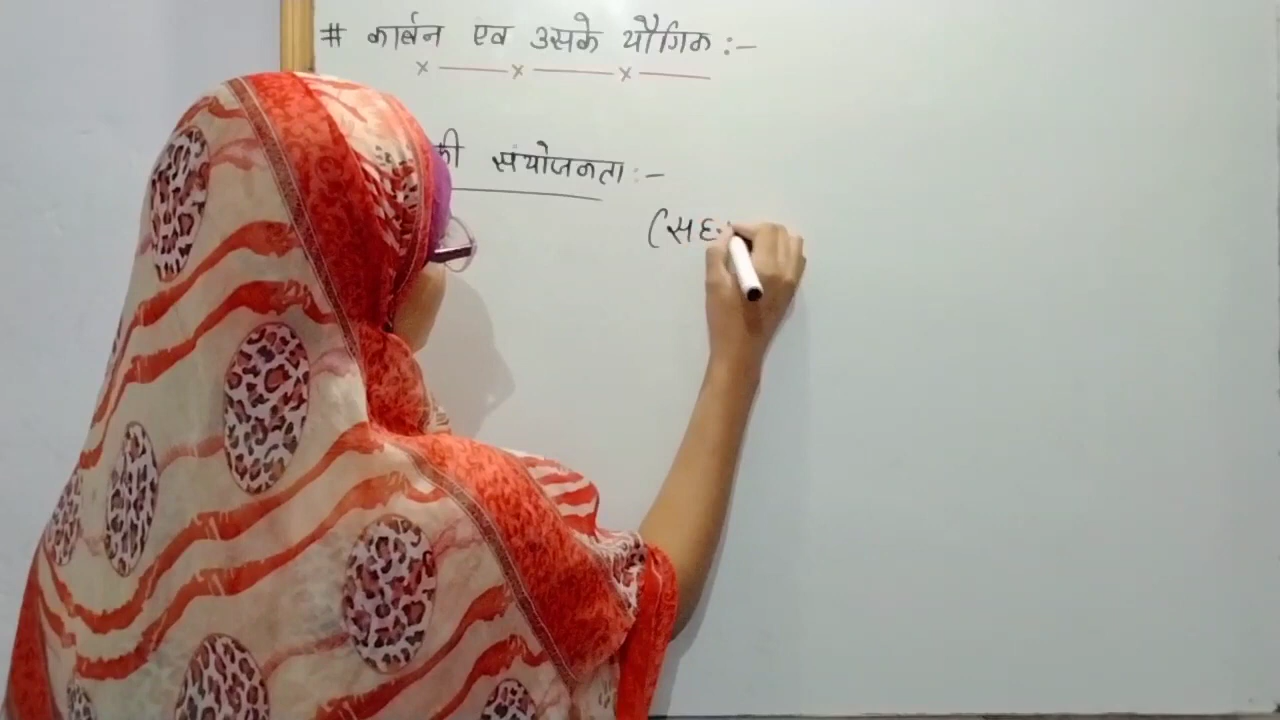 # कार्बन एव उसके यौगिक :-
की संयोजकता :-
(सह